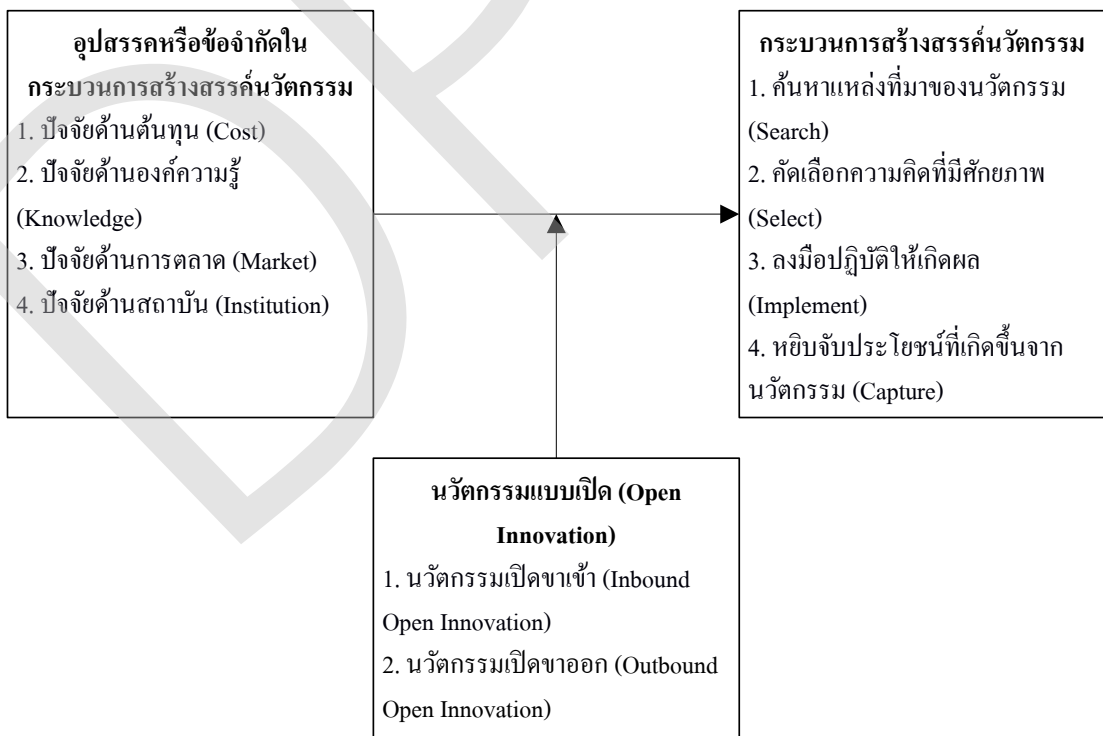 อุปสรรคหรือข้อจำกัดใน
กระบวนการสร้างสรรค์นวัตกรรม
1. ปัจจัยด้านต้นทุน (Cost)
2. ปัจจัยด้านองค์ความรู้
(Knowledge)
3. ปัจจัยด้านการตลาด (Market)
4. ปัจจัยด้านสถาบัน (Institution)
กระบวนการสร้างสรรค์นวัตกรรม
1. ค้นหาแหล่งที่มาของนวัตกรรม
(Search)
2. คัดเลือกความคิดที่มีศักยภาพ
(Select)
3. ลงมือปฏิบัติให้เกิดผล
(Implement)
4. หยิบจับประโยชน์ที่เกิดขึ้นจาก
นวัตกรรม (Capture)
นวัตกรรมแบบเปิด (Open
Innovation)
1. นวัตกรรมเปิดขาเข้า (Inbound
Open Innovation)
2. นวัตกรรมเปิดขาออก (Outbound
Open Innovation)